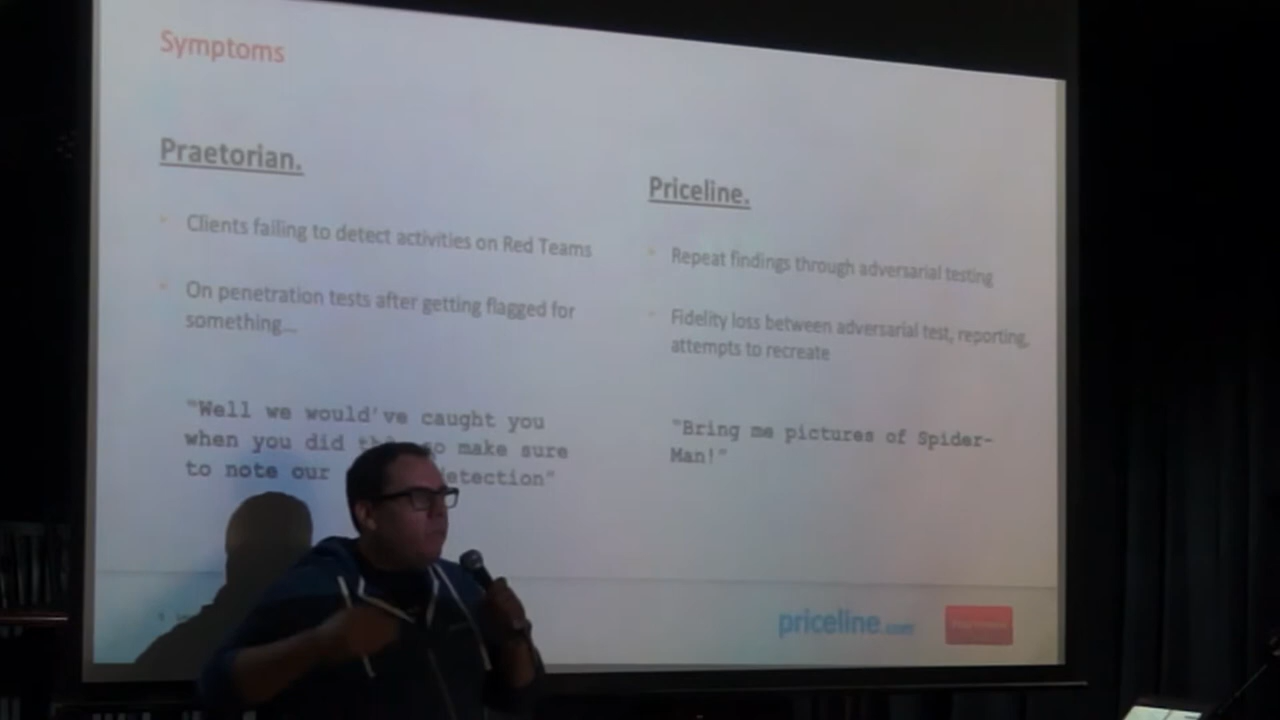 Symptoms
Praetorian.
Clients failing to detect activities on Red Teams
On penetration tests after getting flagged for
something...
"Well we would've caught you
when you did so make sure
to note our
Priceline.
Repeat findings through adversarial testing
Fidelity loss between adversarial test, reporting,
attempts to recreate
"Bring me pictures of Spider-
Man!"
priceline.com